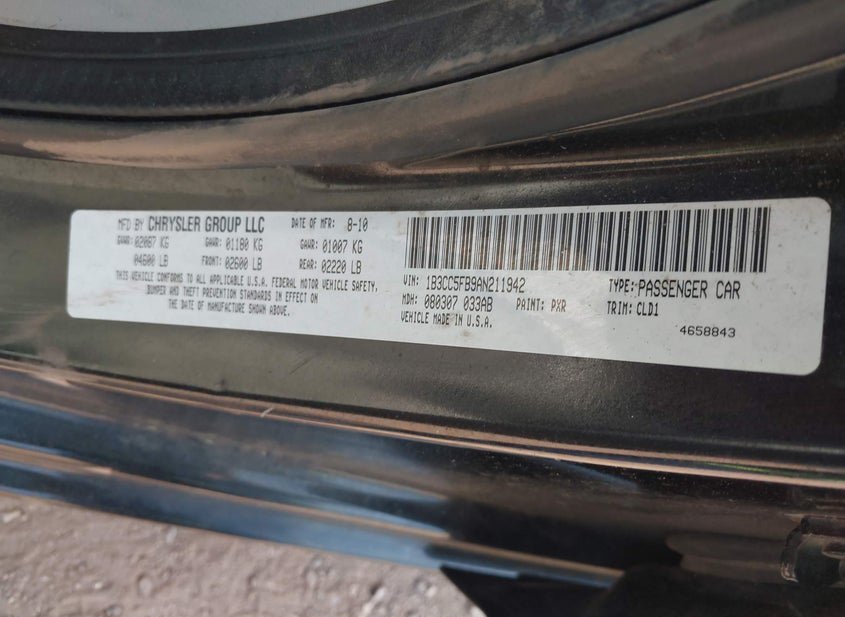 MFD BY CHRYSLER GROUP LLC DATE OF MFR: 8-10
GVWR: 02087 KG GAWR: 01180 KG GAWR: 01007 KG
04600 LB FRONT: 02600 LB REAR: 02220 LB
THIS VEHICLE CONFORMS TO ALL APPLICABLE U.S.A. FEDERAL MOTOR VEHICLE SAFETY,
BUMPER AND THEFT PREVENTION STANDARDS IN EFFECT ON
THE DATE OF MANUFACTURE SHOWN ABOVE.
VIN: 1B3CC5FB9AN211942 TYPE: PASSENGER CAR
MDH: 080307 033AB PAINT: PXR TRIM: CLD1
VEHICLE MADE IN U.S.A.
4658843